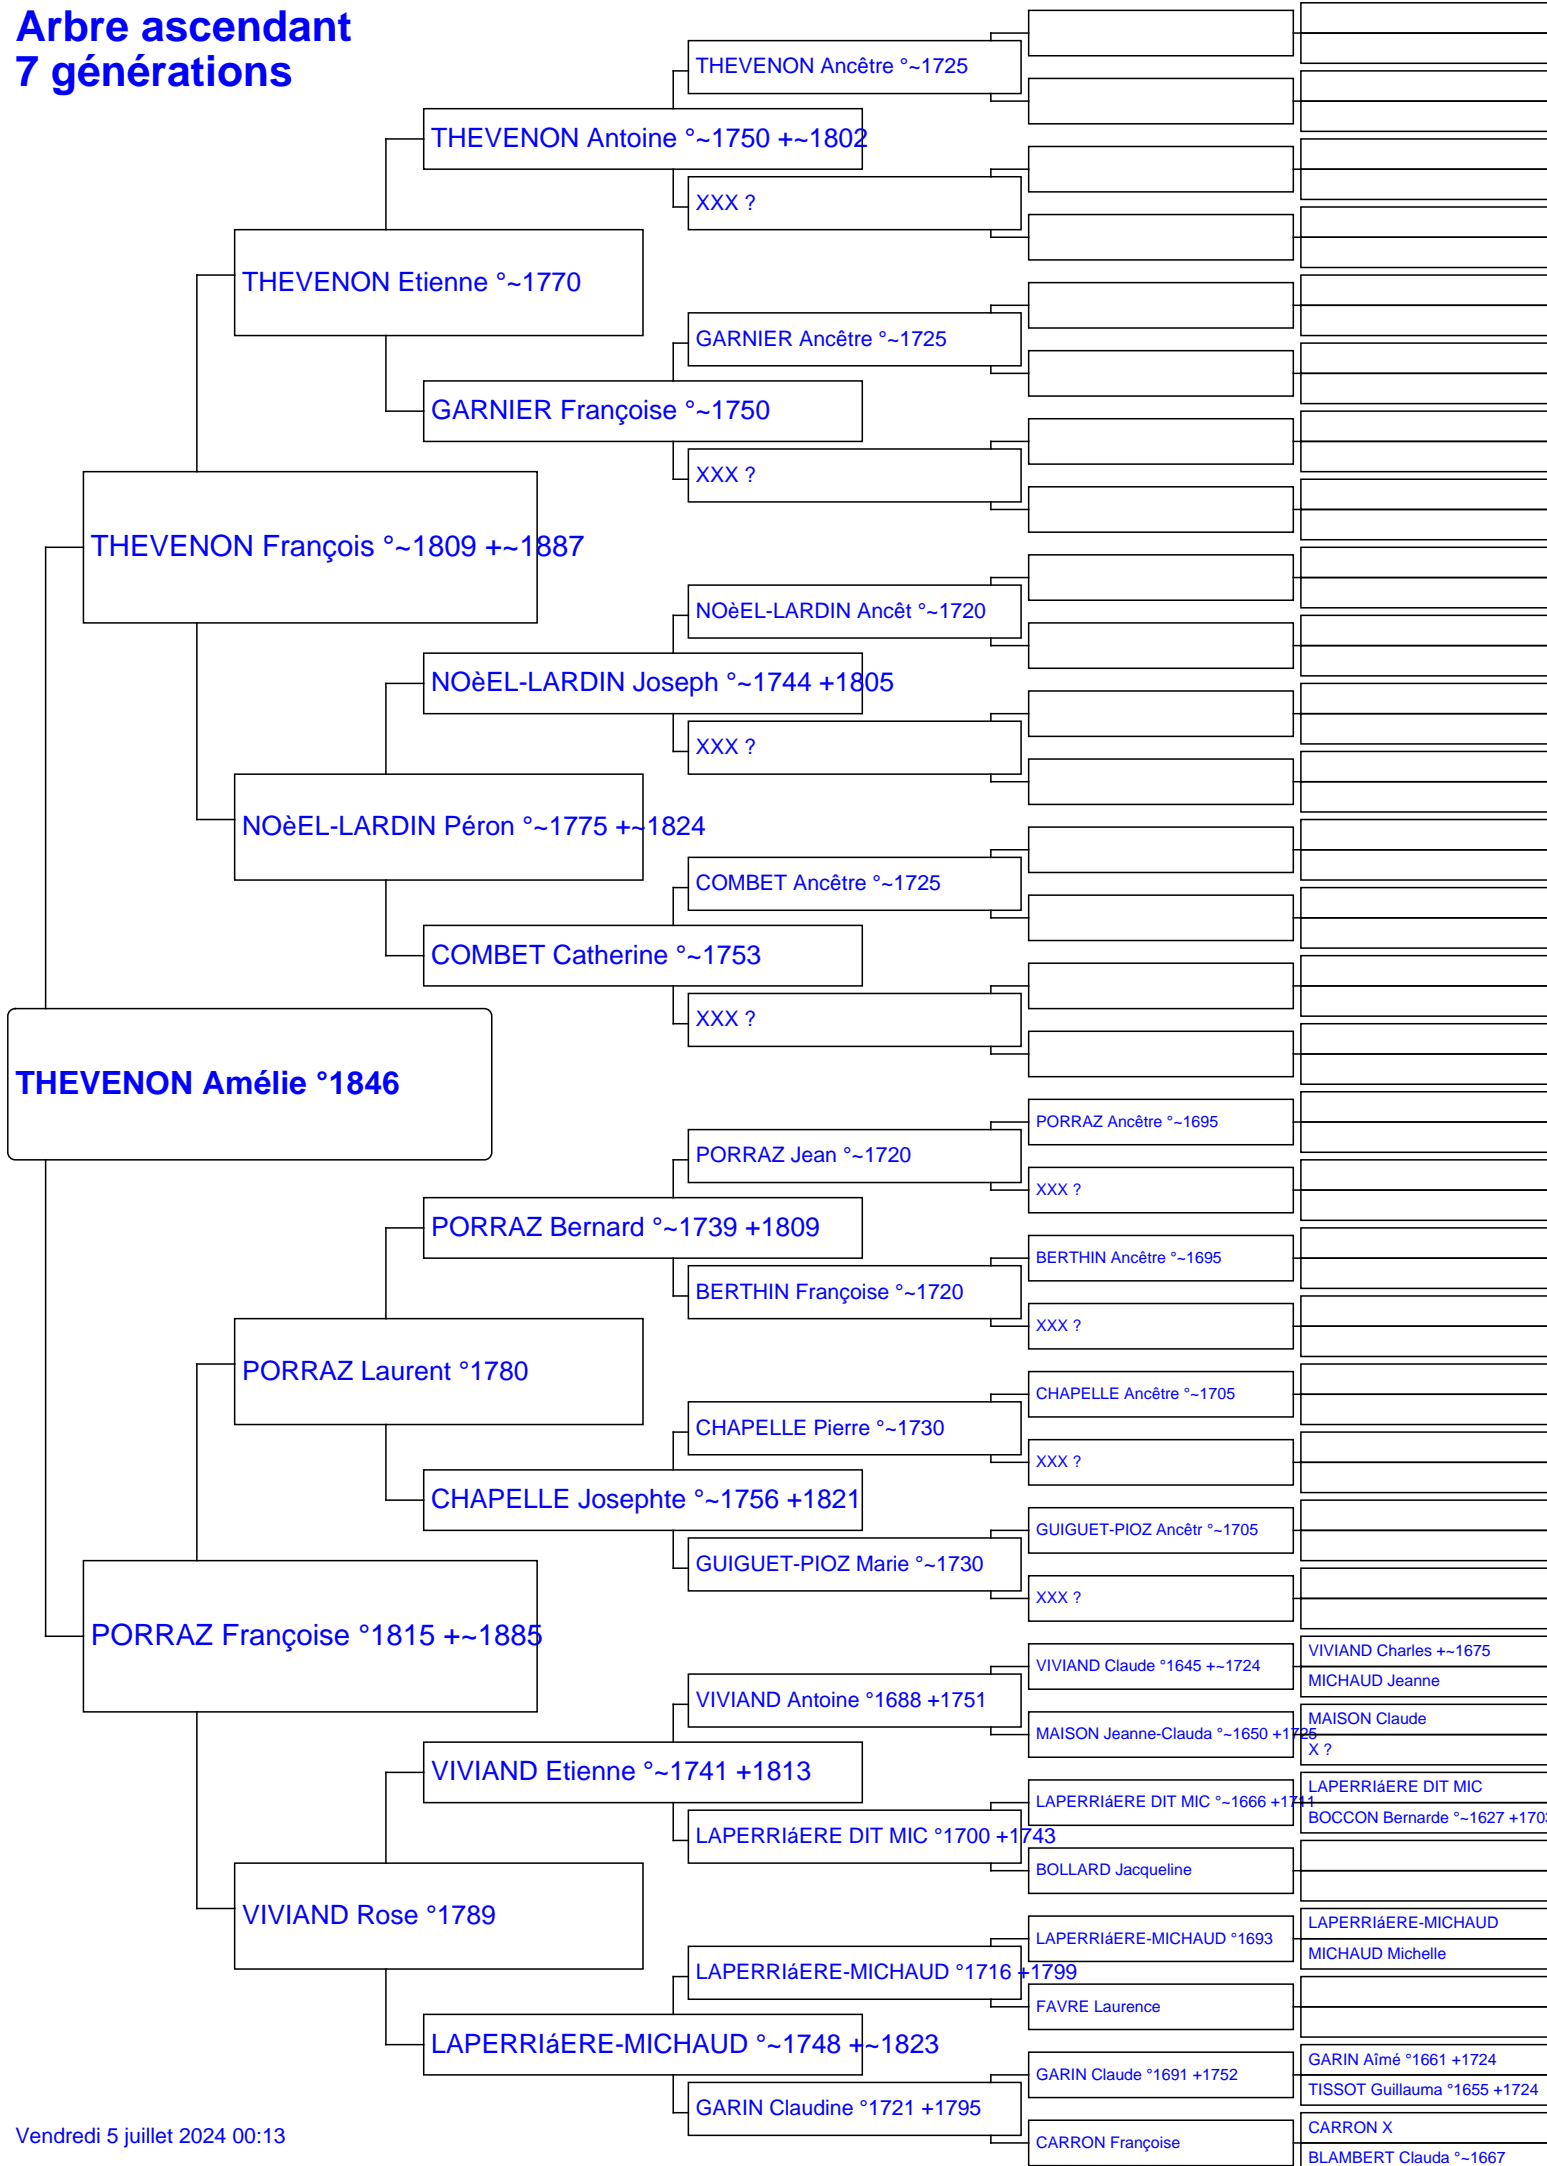 Arbre ascendant
7 générations
THEVENON Ancêtre °~1725
THEVENON Antoine °~1750 +~1802
XXX ?
THEVENON Etienne °~1770
GARNIER Ancêtre °~1725
GARNIER Françoise °~1750
XXX ?
THEVENON François °~1809 +~1887
NOèEL-LARDIN Ancêt °~1720
NOèEL-LARDIN Joseph °~1744 +1805
XXX ?
NOèEL-LARDIN Péron °~1775 +~1824
COMBET Ancêtre °~1725
COMBET Catherine °~1753
XXX ?
THEVENON Amélie °1846
PORRAZ Ancêtre °~1695
PORRAZ Jean °~1720
XXX ?
PORRAZ Bernard °~1739 +1809
BERTHIN Ancêtre °~1695
BERTHIN Françoise °~1720
XXX ?
PORRAZ Laurent °1780
CHAPELLE Ancêtre °~1705
CHAPELLE Pierre °~1730
XXX ?
CHAPELLE Josephte °~1756 +1821
GUIGUET-PIOZ Ancêtr °~1705
GUIGUET-PIOZ Marie °~1730
XXX ?
PORRAZ Françoise °1815 +~1885
VIVIAND Charles +~1675
VIVIAND Claude °1645 +~1724
MICHAUD Jeanne
VIVIAND Antoine °1688 +1751
MAISON Claude
MAISON Jeanne-Clauda °~1650 +1725
X ?
VIVIAND Etienne °~1741 +1813
LAPERRIáERE DIT MIC
LAPERRIáERE DIT MIC °~1666 +1711
BOCCON Bernarde °~1627 +1703
LAPERRIáERE DIT MIC °1700 +1743
BOLLARD Jacqueline
VIVIAND Rose °1789
LAPERRIáERE-MICHAUD
LAPERRIáERE-MICHAUD °1693
MICHAUD Michelle
LAPERRIáERE-MICHAUD °1716 +1799
FAVRE Laurence
LAPERRIáERE-MICHAUD °~1748 +~1823
GARIN Aîmé °1661 +1724
GARIN Claude °1691 +1752
TISSOT Guillauma °1655 +1724
GARIN Claudine °1721 +1795
CARRON X
CARRON Françoise
BLAMBERT Clauda °~1667
Vendredi 5 juillet 2024 00:13